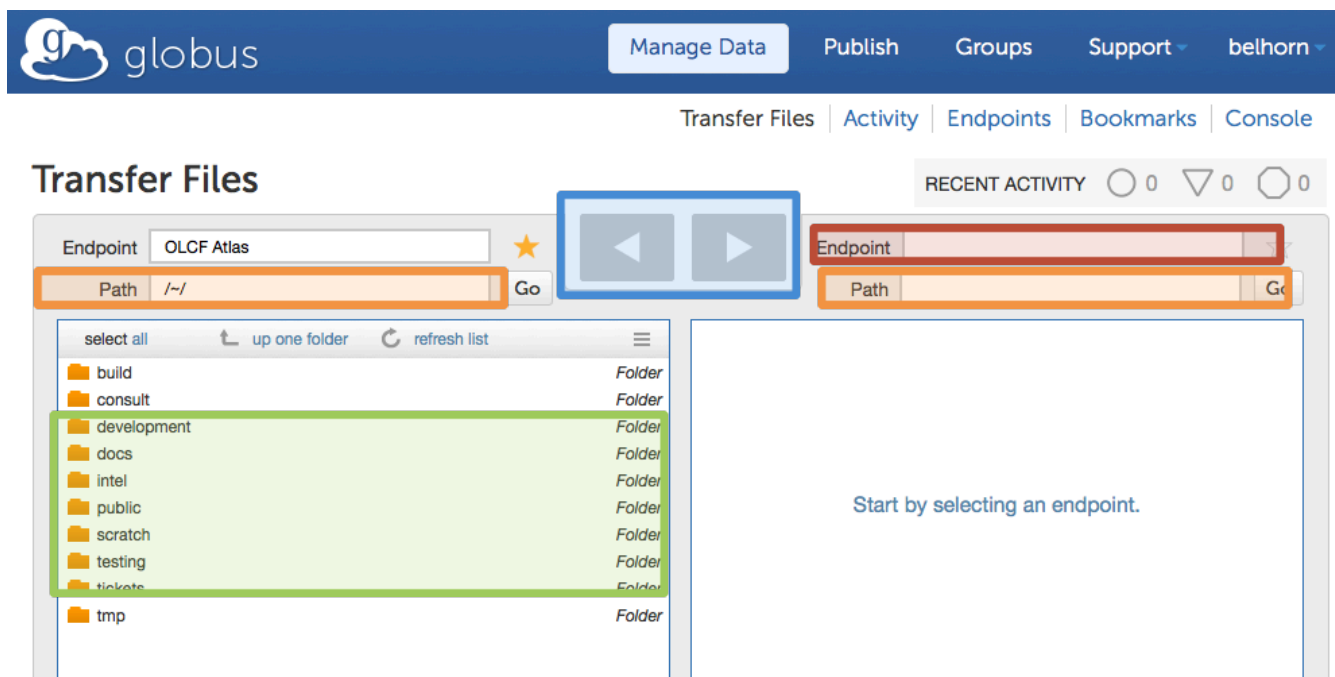 globus
Manage Data Publish Groups Support belhorn
Transfer Files Activity Endpoints Bookmarks Console
Transfer Files
RECENT ACTIVITY 0 0 0
Endpoint OLCF Atlas
Endpoint
Path /~/ Go
Path Go
select all up one folder refresh list
build Folder
consult Folder
development Folder
docs Folder
intel Folder
public Folder
scratch Folder
testing Folder
tickets Folder
tmp Folder
Start by selecting an endpoint.